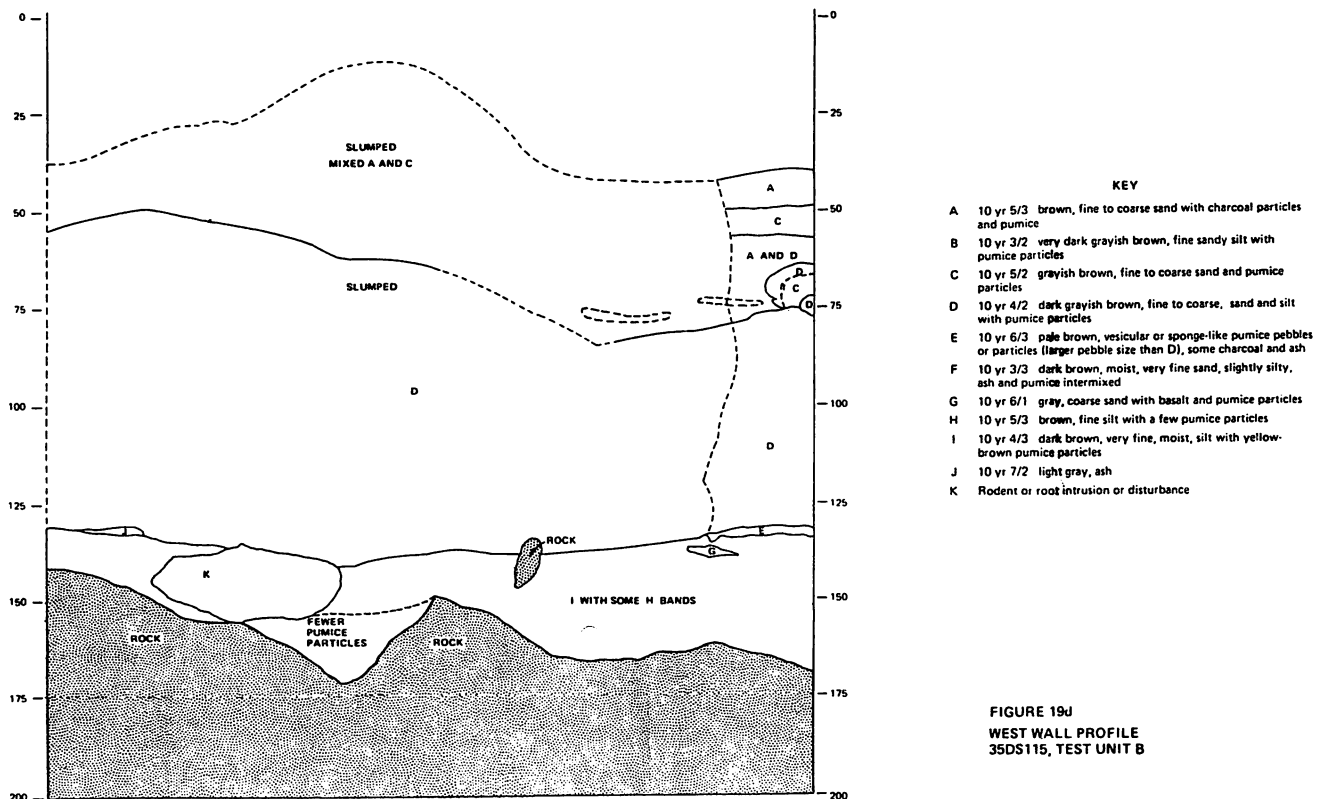 0
0
25
25
50
50
75
75
100
100
125
125
150
150
175
175
200
200
SLUMPED
MIXED A AND C
A
C
A AND D
D
C
D
SLUMPED
D
D
J
E
G
ROCK
K
I WITH SOME H BANDS
FEWER
PUMICE
PARTICLES
ROCK
ROCK
KEY
A 10 yr 5/3 brown, fine to coarse sand with charcoal particles
and pumice
B 10 yr 3/2 very dark grayish brown, fine sandy silt with
pumice particles
C 10 yr 5/2 grayish brown, fine to coarse sand and pumice
particles
D 10 yr 4/2 dark grayish brown, fine to coarse, sand and silt
with pumice particles
E 10 yr 6/3 pale brown, vesicular or sponge-like pumice pebbles
or particles (larger pebble size than D), some charcoal and ash
F 10 yr 3/3 dark brown, moist, very fine sand, slightly silty,
ash and pumice intermixed
G 10 yr 6/1 gray, coarse sand with basalt and pumice particles
H 10 yr 5/3 brown, fine silt with a few pumice particles
I 10 yr 4/3 dark brown, very fine, moist, silt with yellow-
brown pumice particles
J 10 yr 7/2 light gray, ash
K Rodent or root intrusion or disturbance
FIGURE 19d
WEST WALL PROFILE
35DS115, TEST UNIT B